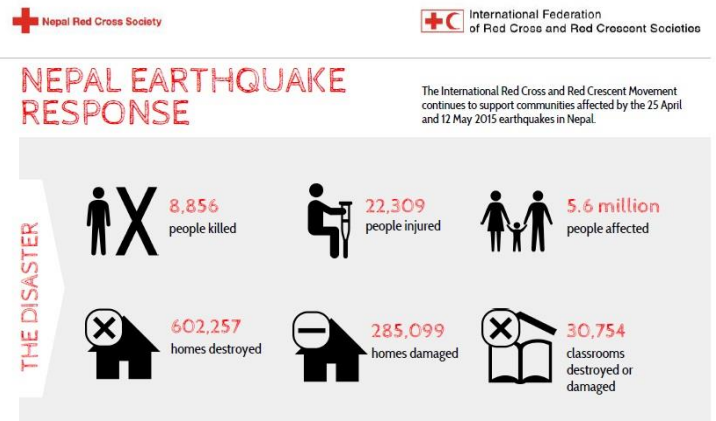 Nepal Red Cross Society
International Federation
of Red Cross and Red Crescent Societies
NEPAL EARTHQUAKE
RESPONSE
The International Red Cross and Red Crescent Movement
continues to support communities affected by the 25 April
and 12 May 2015 earthquakes in Nepal.
THE DISASTER
8,856
people killed
22,309
people injured
5.6 million
people affected
602,257
homes destroyed
285,099
homes damaged
30,754
classrooms
destroyed or
damaged